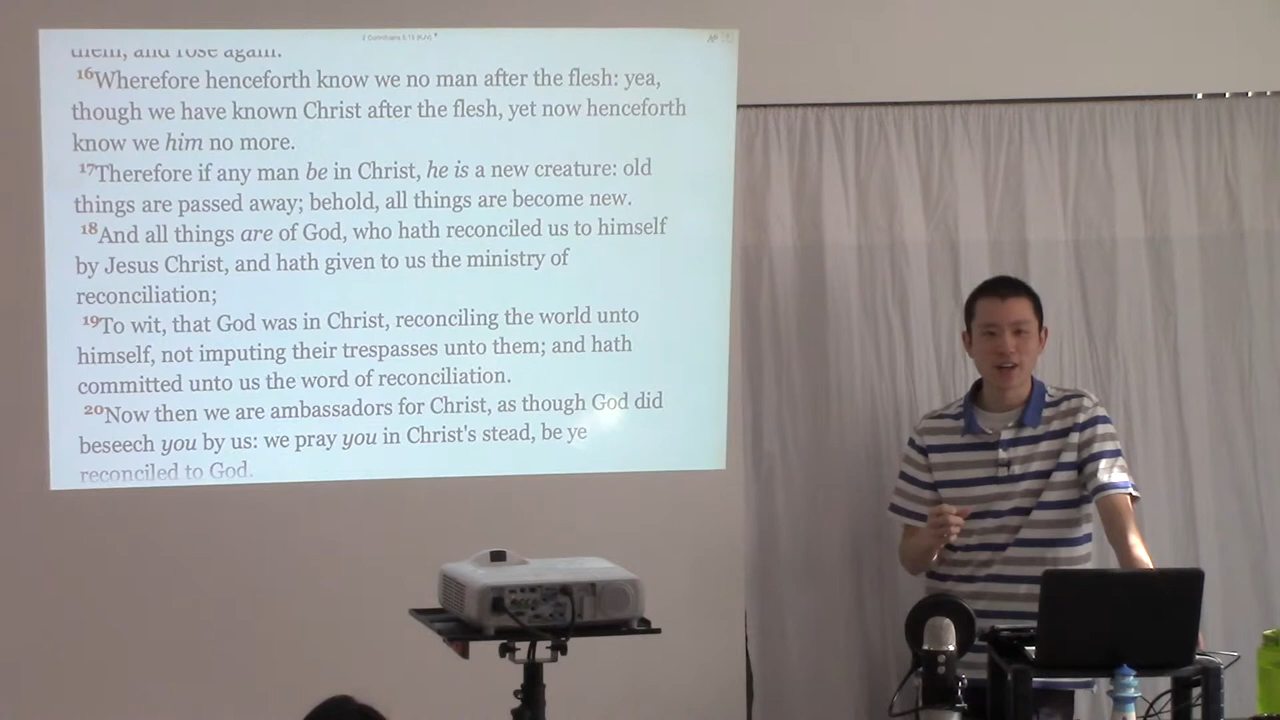 2 Corinthians 5:15 (KJV)
them, and rose again.
16Wherefore henceforth know we no man after the flesh: yea,
though we have known Christ after the flesh, yet now henceforth
know we him no more.
17Therefore if any man be in Christ, he is a new creature: old
things are passed away; behold, all things are become new.
18And all things are of God, who hath reconciled us to himself
by Jesus Christ, and hath given to us the ministry of
reconciliation;
19To wit, that God was in Christ, reconciling the world unto
himself, not imputing their trespasses unto them; and hath
committed unto us the word of reconciliation.
20Now then we are ambassadors for Christ, as though God did
beseech you by us: we pray you in Christ's stead, be ye
reconciled to God.